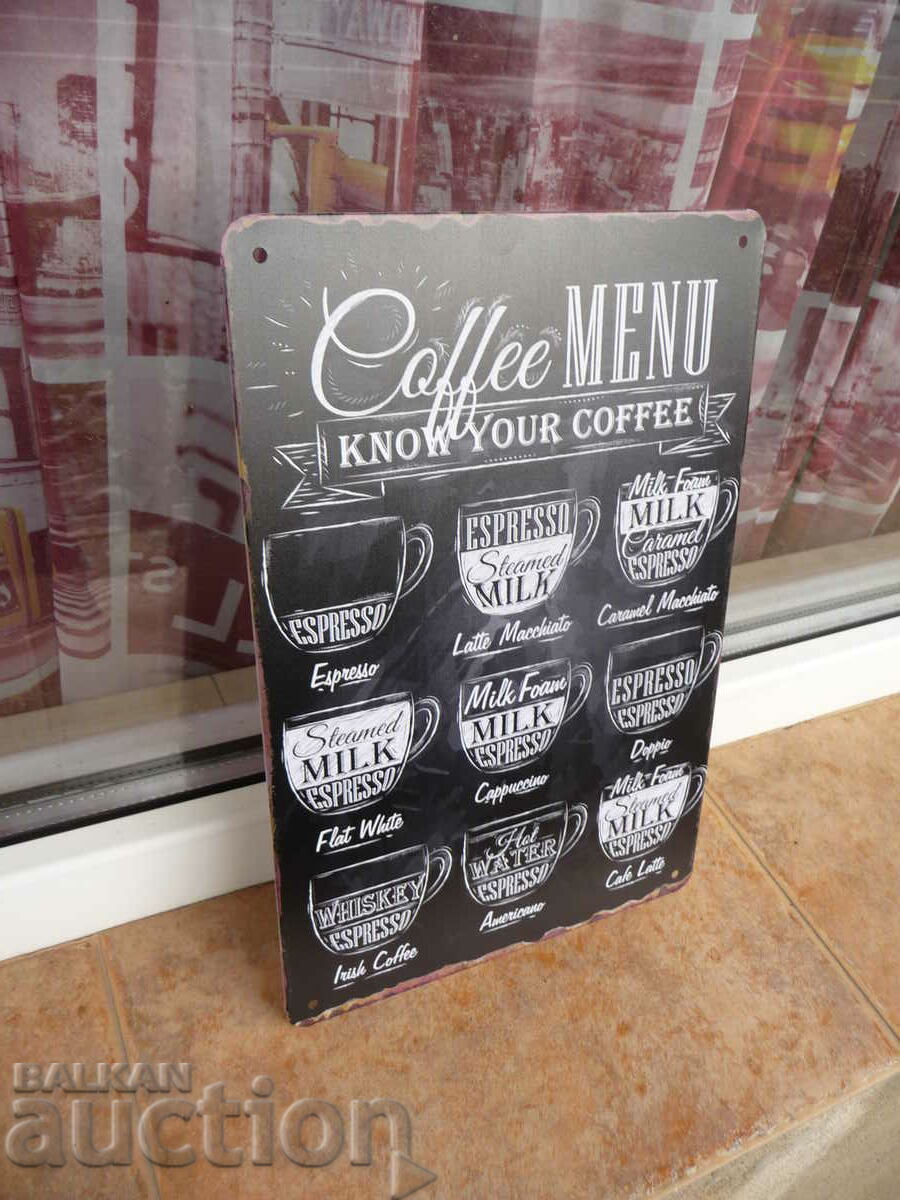 Coffee MENU
KNOW YOUR COFFEE
ESPRESSO
Espresso
ESPRESSO
Steamed
MILK
Latte Macchiato
Milk Foam
MILK
Caramel
ESPRESSO
Caramel Macchiato
Steamed
MILK
ESPRESSO
Flat White
Milk Foam
MILK
ESPRESSO
Cappuccino
ESPRESSO
ESPRESSO
Doppio
WHISKEY
ESPRESSO
Irish Coffee
Hot
WATER
ESPRESSO
Americano
Milk Foam
Steamed
MILK
ESPRESSO
Cafe Latte
BALKAN
auction